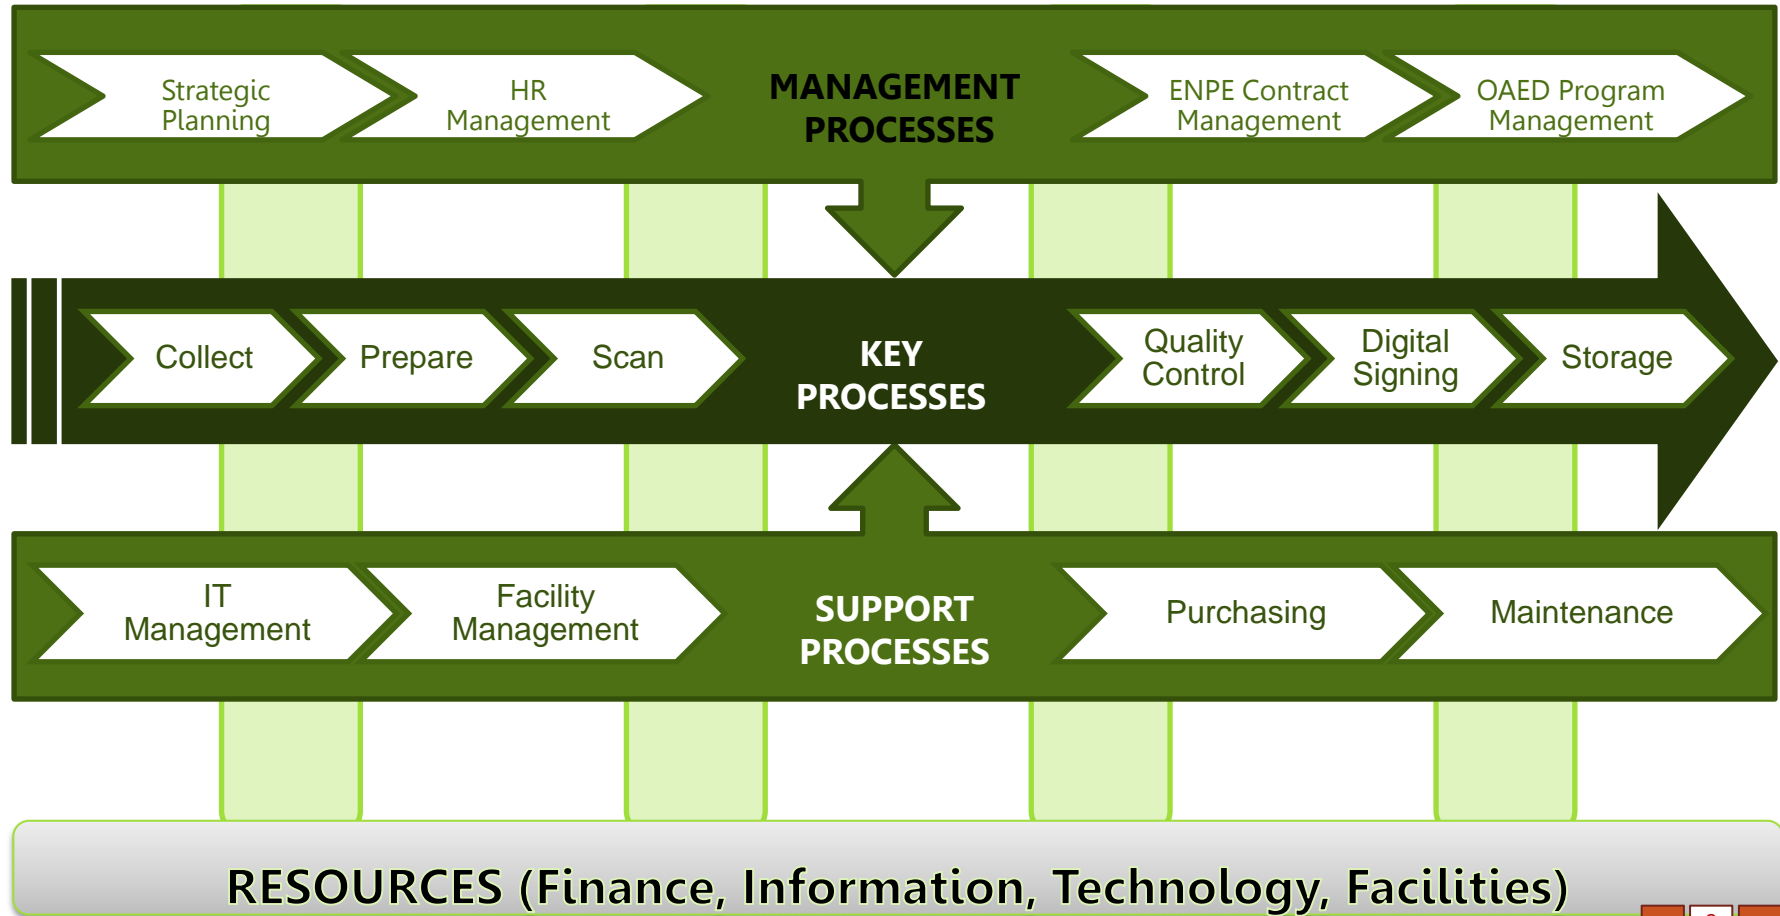 Strategic
Planning
HR
Management
MANAGEMENT
PROCESSES
ENPE Contract
Management
OAED Program
Management
Collect
Prepare
Scan
KEY
PROCESSES
Quality
Control
Digital
Signing
Storage
IT
Management
Facility
Management
SUPPORT
PROCESSES
Purchasing
Maintenance
RESOURCES (Finance, Information, Technology, Facilities)